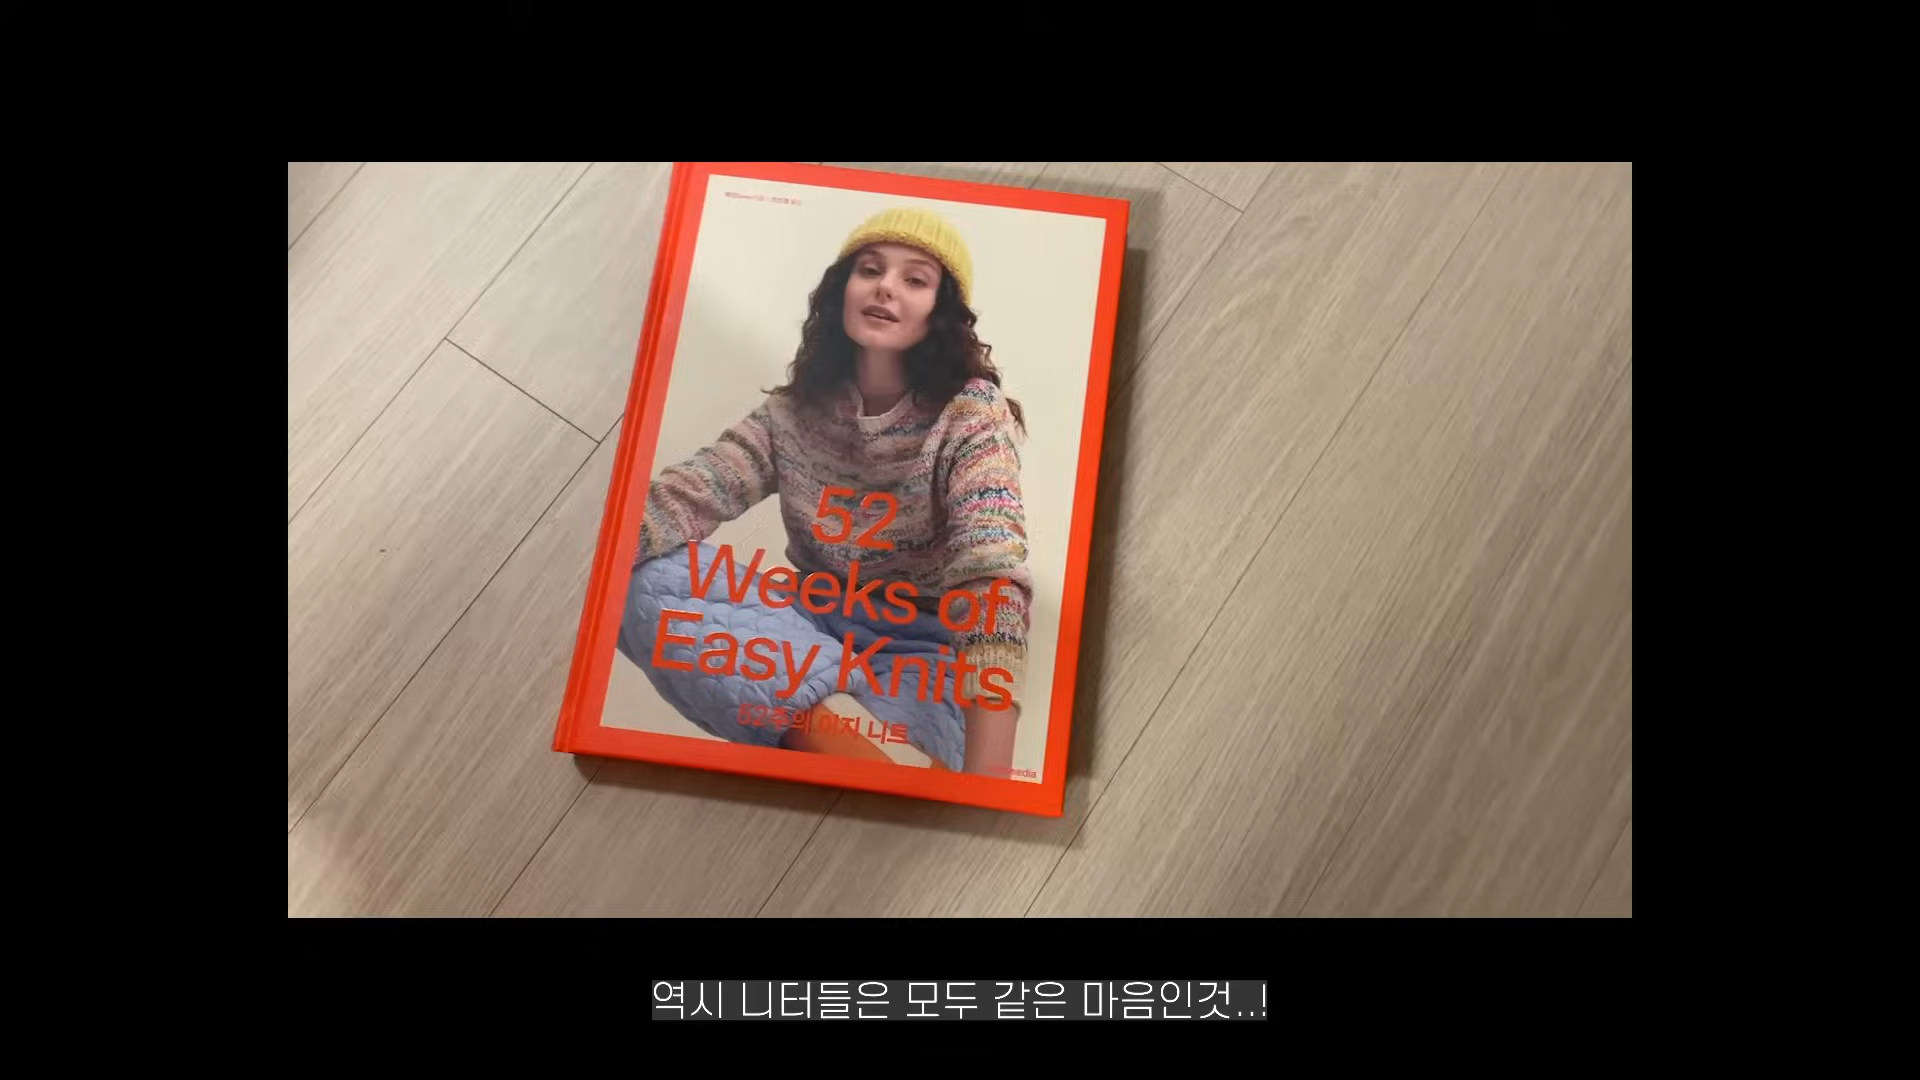 52
Weeks of
Easy Knits
52주의 이지 니트
역시 니터들은 모두 같은 마음인것..!